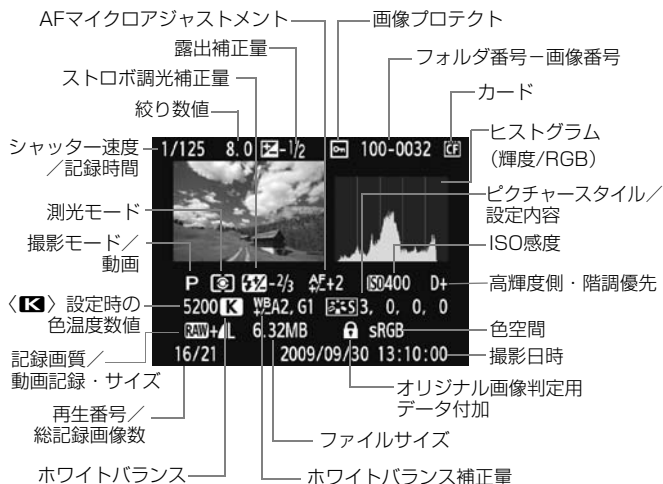 AFマイクロアジャストメント
画像プロテクト
露出補正量
フォルダ番号－画像番号
ストロボ調光補正量
カード
絞り数値
シャッター速度
／記録時間
1/125 8.0 -1/2 100-0032 CF
ヒストグラム
（輝度/RGB）
測光モード
ピクチャースタイル／
設定内容
撮影モード／
動画
ISO感度
P -2/3 AF+2 ISO400 D+
高輝度側・階調優先
〈K〉設定時の
色温度数値
5200 K WB A2, G1 S 3, 0, 0, 0
RAW+L 6.32MB sRGB
色空間
記録画質／
動画記録・サイズ
16/21 2009/09/30 13:10:00
撮影日時
再生番号／
総記録画像数
オリジナル画像判定用
データ付加
ファイルサイズ
ホワイトバランス
ホワイトバランス補正量